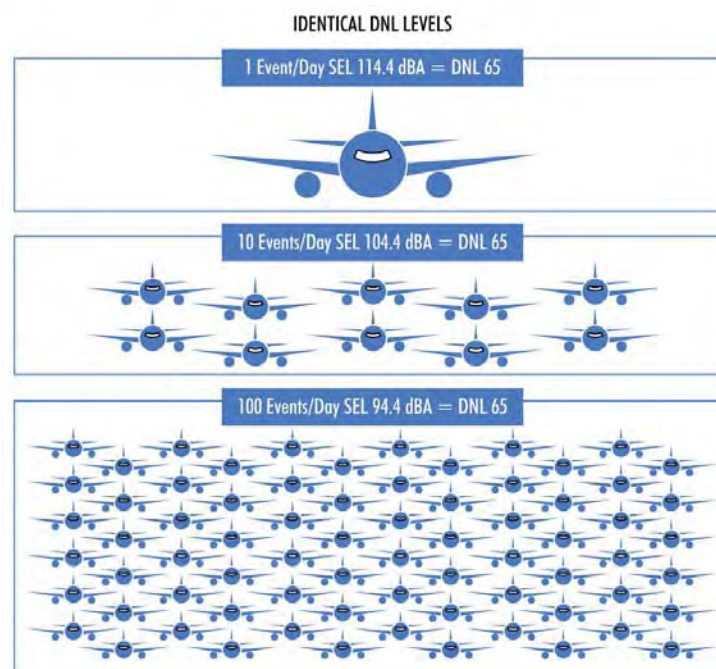 IDENTICAL DNL LEVELS
1 Event/Day SEL 114.4 dBA = DNL 65
10 Events/Day SEL 104.4 dBA = DNL 65
100 Events/Day SEL 94.4 dBA = DNL 65